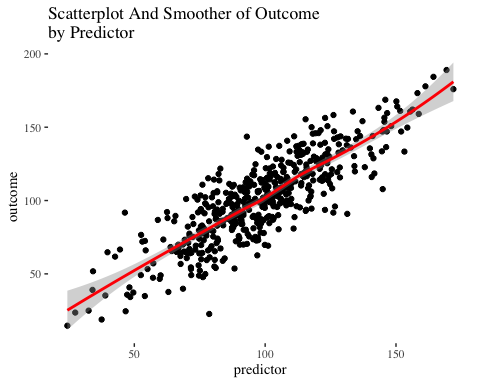 Scatterplot And Smoother of Outcome
by Predictor
200
150
100
50
outcome
50
100
150
predictor